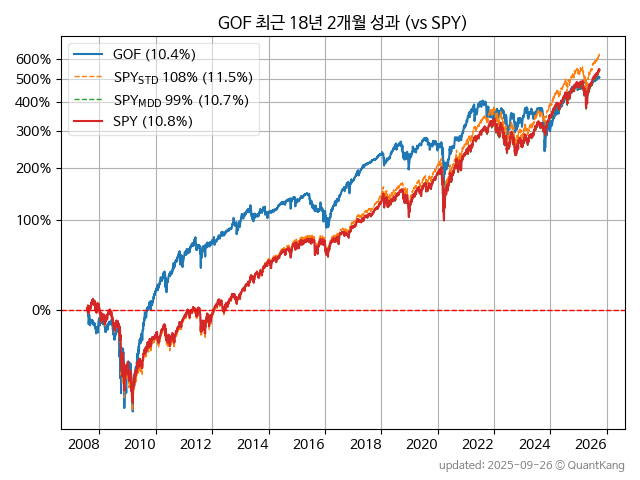 GOF 최근 18년 2개월 성과 (vs SPY)
GOF (10.4%)
SPY_STD 108% (11.5%)
SPY_MDD 99% (10.7%)
SPY (10.8%)
600%
500%
400%
300%
200%
100%
0%
2008 2010 2012 2014 2016 2018 2020 2022 2024 2026
updated: 2025-09-26 © QuantKang